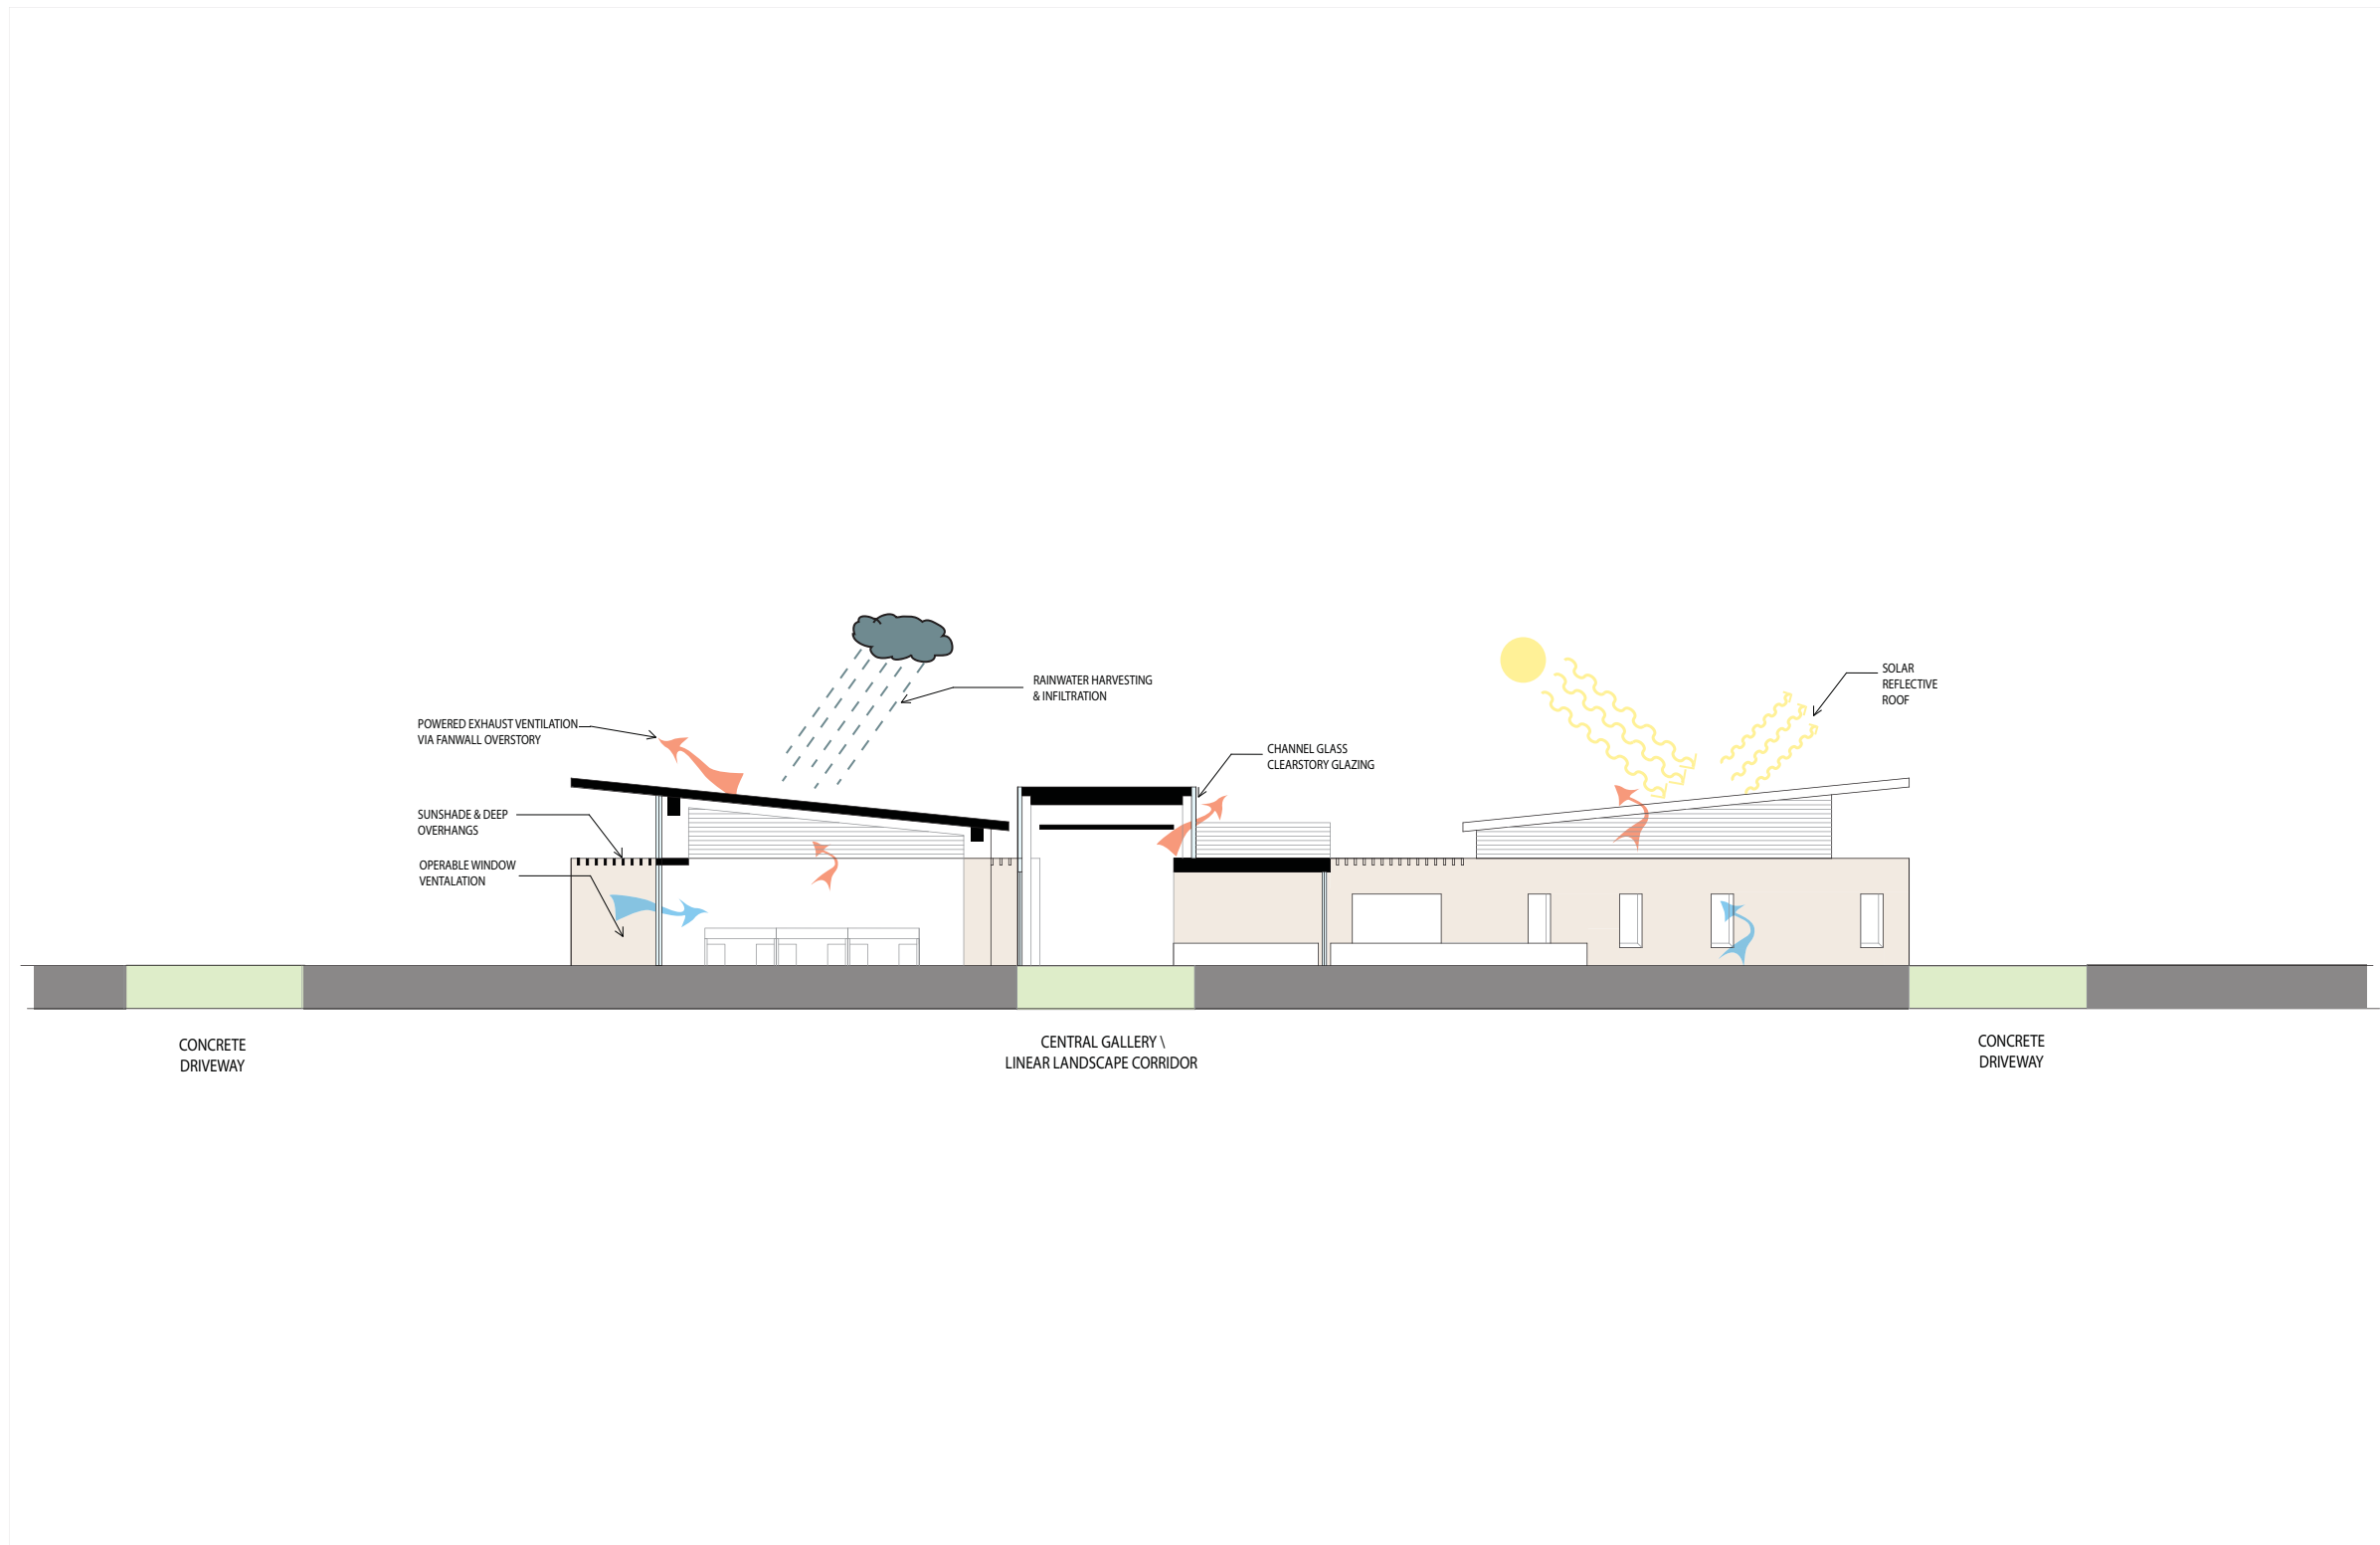 RAINWATER HARVESTING
& INFILTRATION
SOLAR
REFLECTIVE
ROOF
POWERED EXHAUST VENTILATION
VIA FANWALL OVERSTORY
CHANNEL GLASS
CLEARSTORY GLAZING
SUNSHADE & DEEP
OVERHANGS
OPERABLE WINDOW
VENTALATION
CONCRETE
DRIVEWAY
CENTRAL GALLERY \
LINEAR LANDSCAPE CORRIDOR
CONCRETE
DRIVEWAY